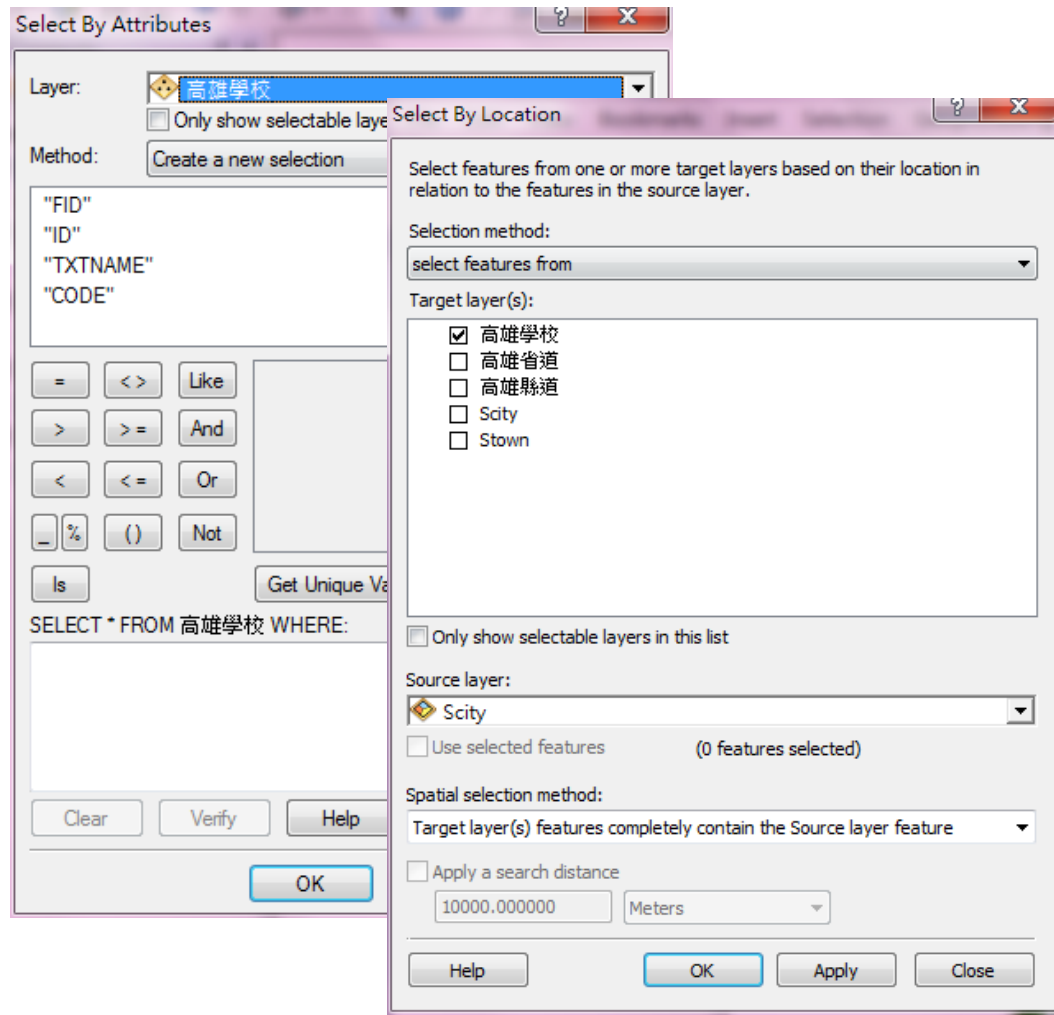 Select By Attributes
Layer:
高雄學校
Only show selectable laye
Method:
Create a new selection
"FID"
"ID"
"TXTNAME"
"CODE"
= < > Like
> > = And
< < = Or
_ % ( ) Not
Is
Get Unique Va
SELECT * FROM 高雄學校 WHERE:
Clear Verify Help
OK
Select By Location
Select features from one or more target layers based on their location in
relation to the features in the source layer.
Selection method:
select features from
Target layer(s):
高雄學校
高雄省道
高雄縣道
Scity
Stown
Only show selectable layers in this list
Source layer:
Scity
Use selected features (0 features selected)
Spatial selection method:
Target layer(s) features completely contain the Source layer feature
Apply a search distance
10000.000000 Meters
Help OK Apply Close